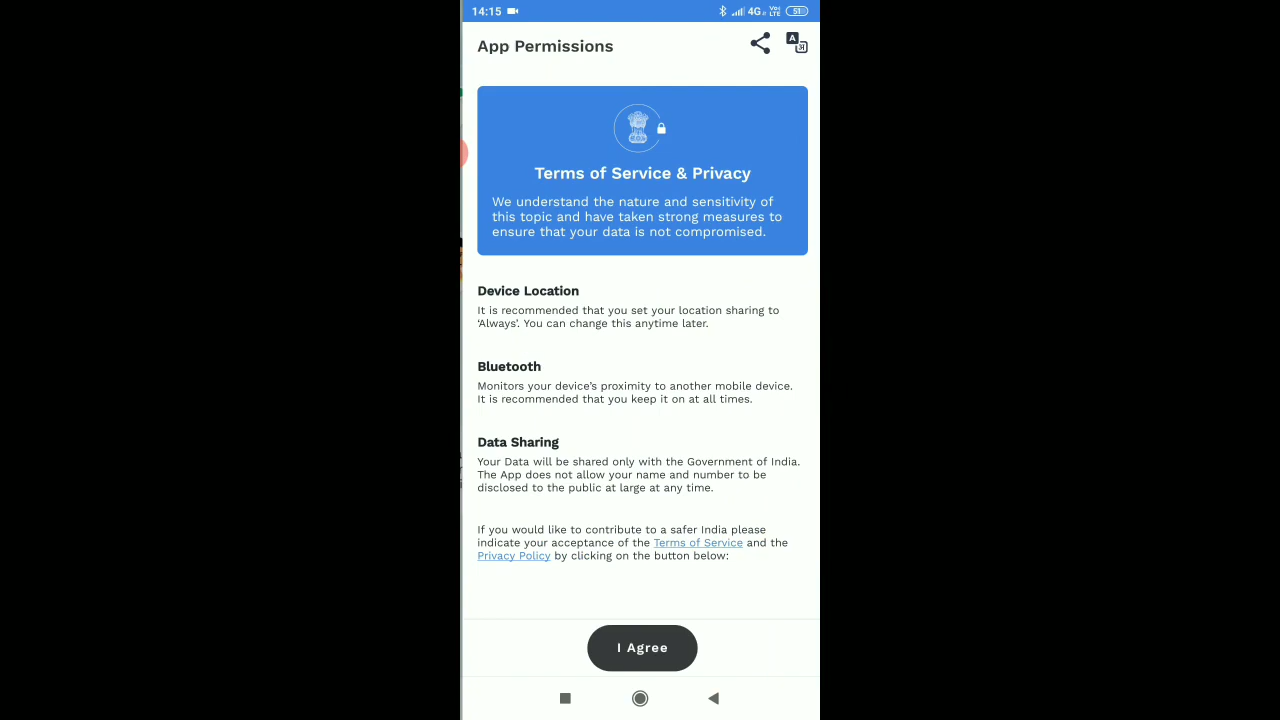 14:15 4G Vo) LTE 51
App Permissions
A
Terms of Service & Privacy
We understand the nature and sensitivity of
this topic and have taken strong measures to
ensure that your data is not compromised.
Device Location
It is recommended that you set your location sharing to
‘Always’. You can change this anytime later.
Bluetooth
Monitors your device’s proximity to another mobile device.
It is recommended that you keep it on at all times.
Data Sharing
Your Data will be shared only with the Government of India.
The App does not allow your name and number to be
disclosed to the public at large at any time.
If you would like to contribute to a safer India please
indicate your acceptance of the Terms of Service and the
Privacy Policy by clicking on the button below:
I Agree